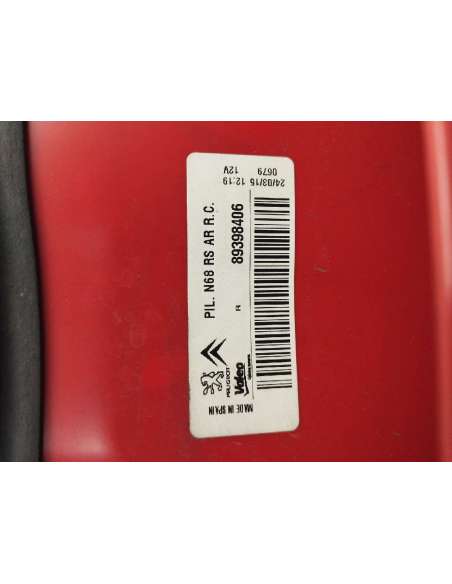 PIL. N68 RS AR R.C.
89398406
R
24/03/15 12:19
0679
12V
PEUGEOT
Valeo
MADE IN SPAIN